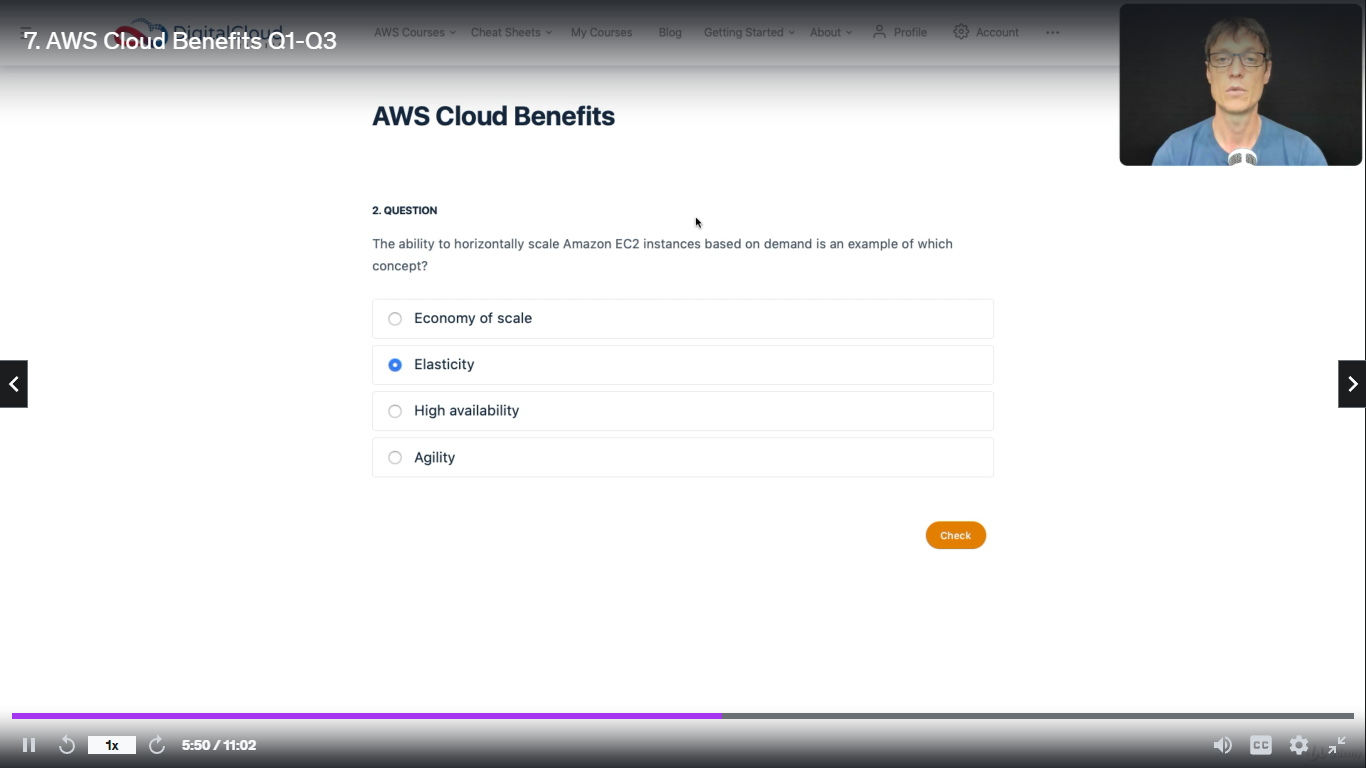 7. AWS Cloud Benefits Q1-Q3
DigitalCloud
AWS Courses Cheat Sheets My Courses Blog Getting Started About Profile Account
AWS Cloud Benefits
2. QUESTION
The ability to horizontally scale Amazon EC2 instances based on demand is an example of which
concept?
Economy of scale
Elasticity
High availability
Agility
Check
1x 5:50 / 11:02 CC